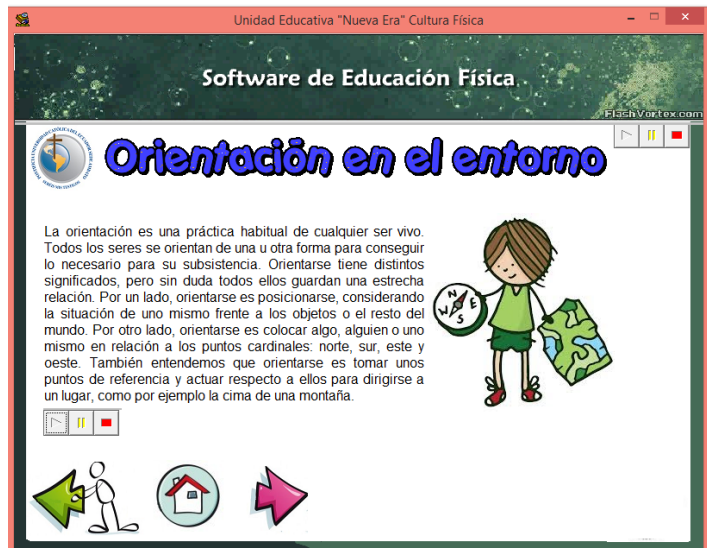 Unidad Educativa "Nueva Era" Cultura Física
Software de Educación Física
FlashVortex.com
Orientación en el entorno
La orientación es una práctica habitual de cualquier ser vivo.
Todos los seres se orientan de una u otra forma para conseguir
lo necesario para su subsistencia. Orientarse tiene distintos
significados, pero sin duda todos ellos guardan una estrecha
relación. Por un lado, orientarse es posicionarse, considerando
la situación de uno mismo frente a los objetos o el resto del
mundo. Por otro lado, orientarse es colocar algo, alguien o uno
mismo en relación a los puntos cardinales: norte, sur, este y
oeste. También entendemos que orientarse es tomar unos
puntos de referencia y actuar respecto a ellos para dirigirse a
un lugar, como por ejemplo la cima de una montaña.
N
W E
S